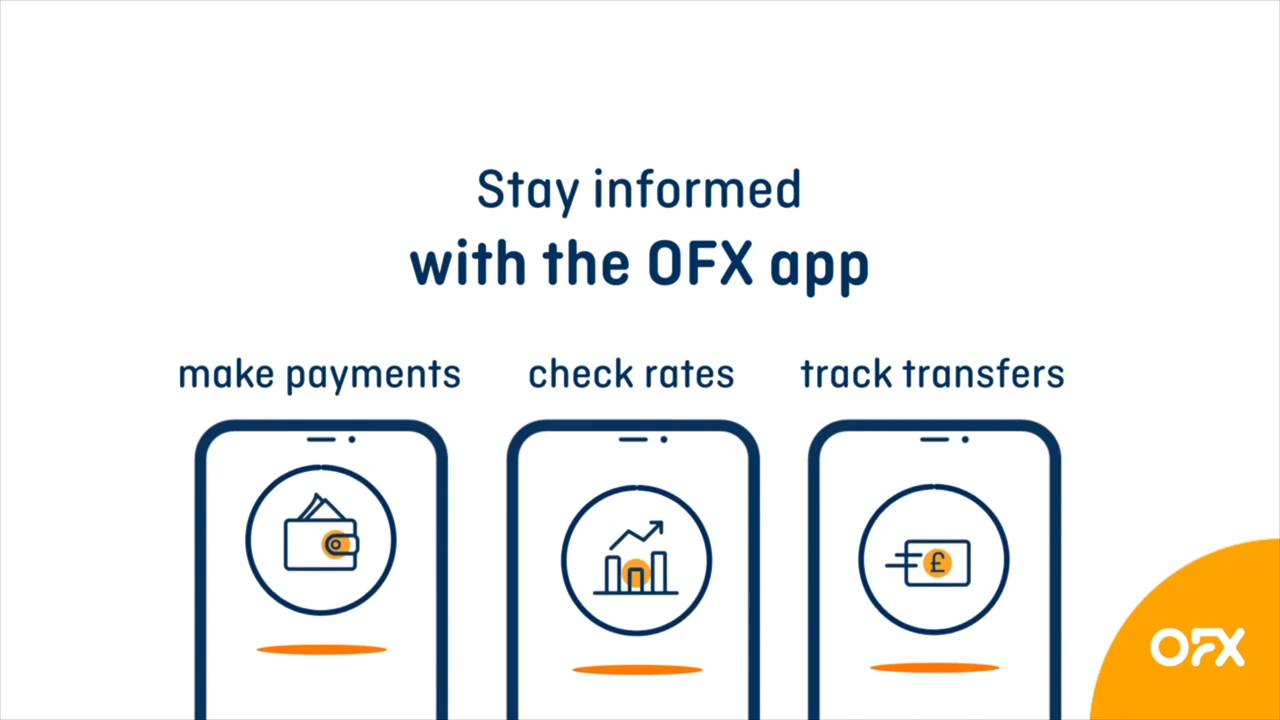 Stay informed
with the OFX app
make payments
check rates
track transfers
£
OFX